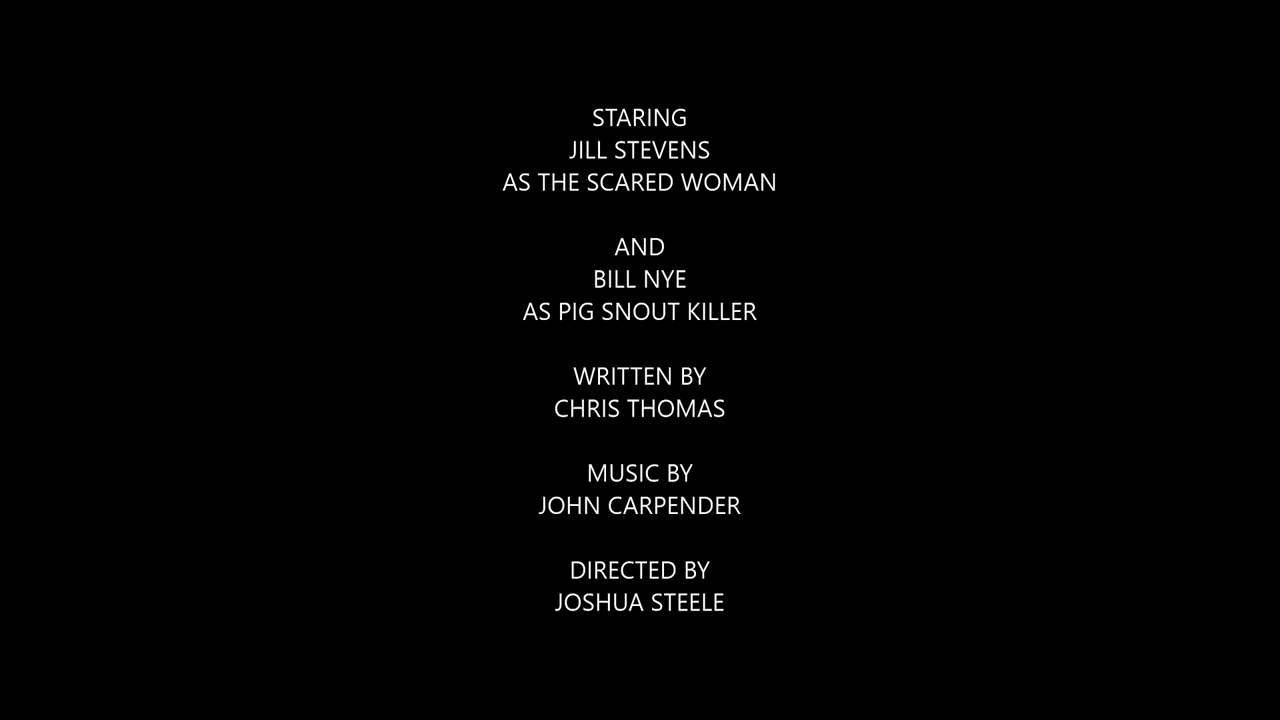 STARING
JILL STEVENS
AS THE SCARED WOMAN
AND
BILL NYE
AS PIG SNOUT KILLER
WRITTEN BY
CHRIS THOMAS
MUSIC BY
JOHN CARPENDER
DIRECTED BY
JOSHUA STEELE